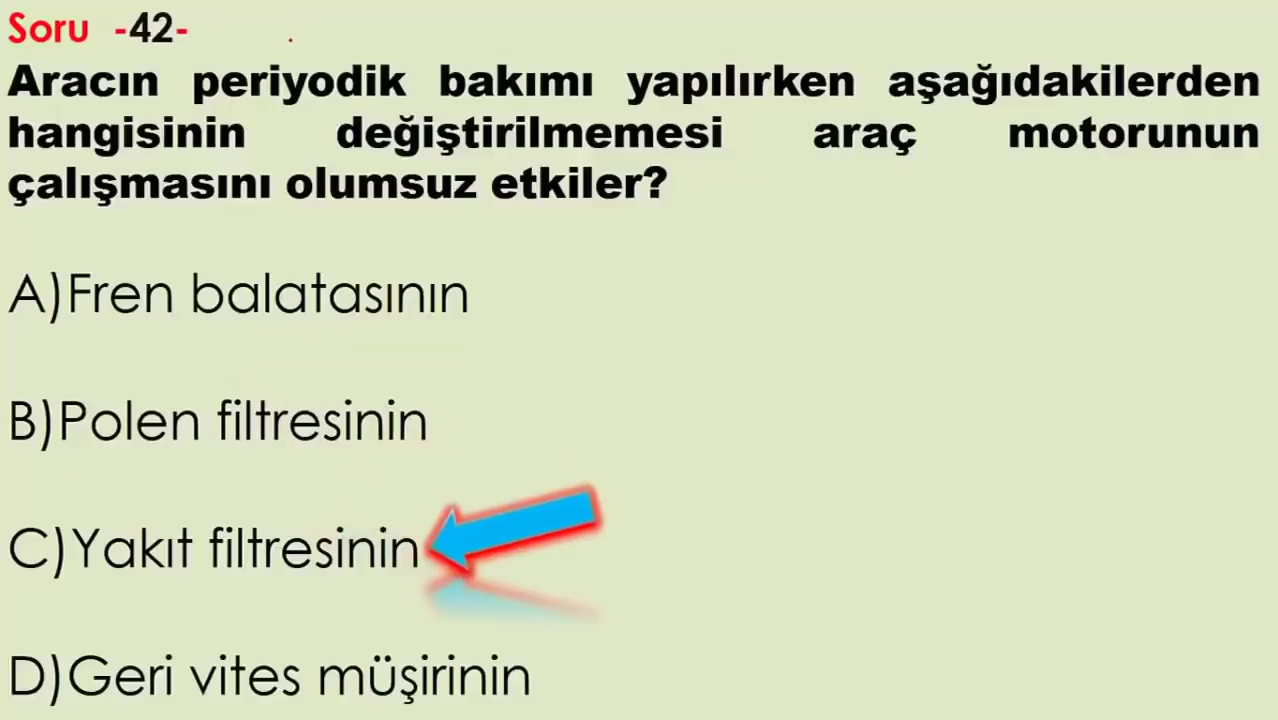 Soru -42-
Aracın periyodik bakımı yapılırken aşağıdakilerden
hangisinin değiştirilmemesi araç motorunun
çalışmasını olumsuz etkiler?
A)Fren balatasının
B)Polen filtresinin
C)Yakıt filtresinin
D)Geri vites müşirinin